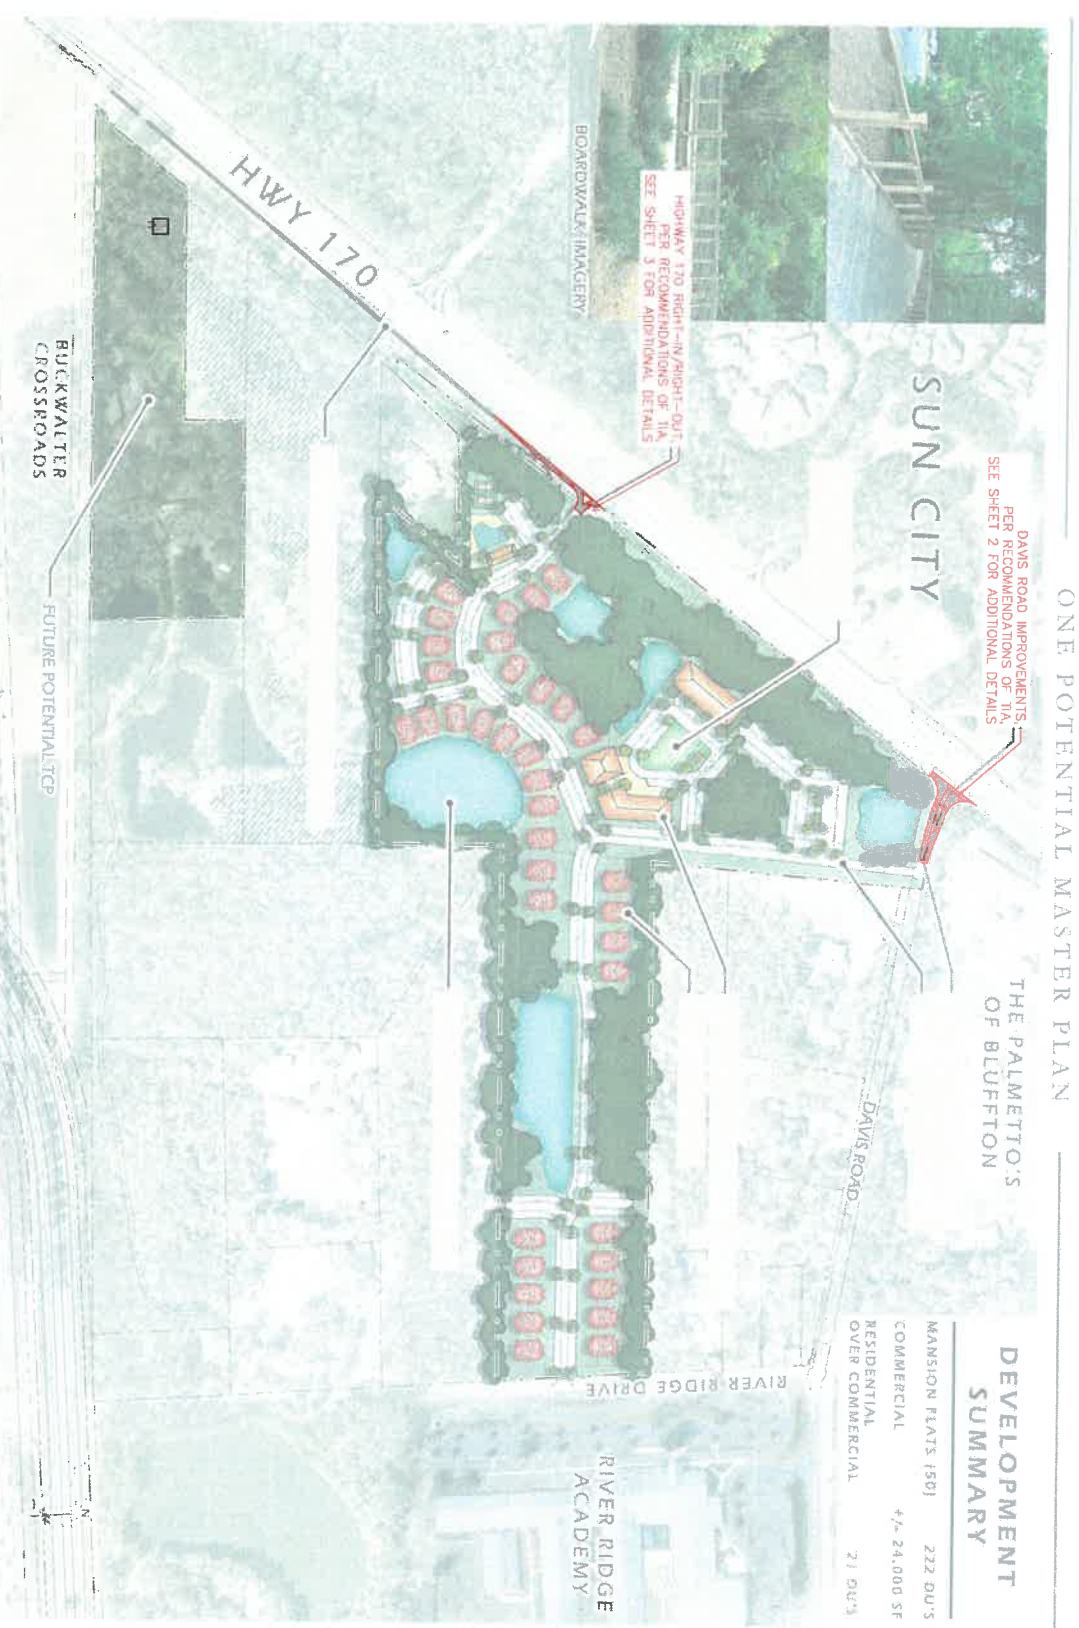 ONE POTENTIAL MASTER PLAN
BOARDWALK IMAGERY
HIGHWAY 170 RIGHT-IN/RIGHT-OUT,
PER RECOMMENDATIONS OF TIA,
SEE SHEET 3 FOR ADDITIONAL DETAILS
DAVIS ROAD IMPROVEMENTS,
PER RECOMMENDATIONS OF TIA,
SEE SHEET 2 FOR ADDITIONAL DETAILS
SUN CITY
HWY 170
THE PALMETTO'S
OF BLUFFTON
DAVIS ROAD
DEVELOPMENT
SUMMARY
MANSION FLATS (50) 222 DU'S
COMMERCIAL +/- 24,000 SF
RESIDENTIAL
OVER COMMERCIAL 21 DU'S
RIVER RIDGE DRIVE
RIVER RIDGE
ACADEMY
BUCKWALTER
CROSSROADS
FUTURE POTENTIAL TCP
N